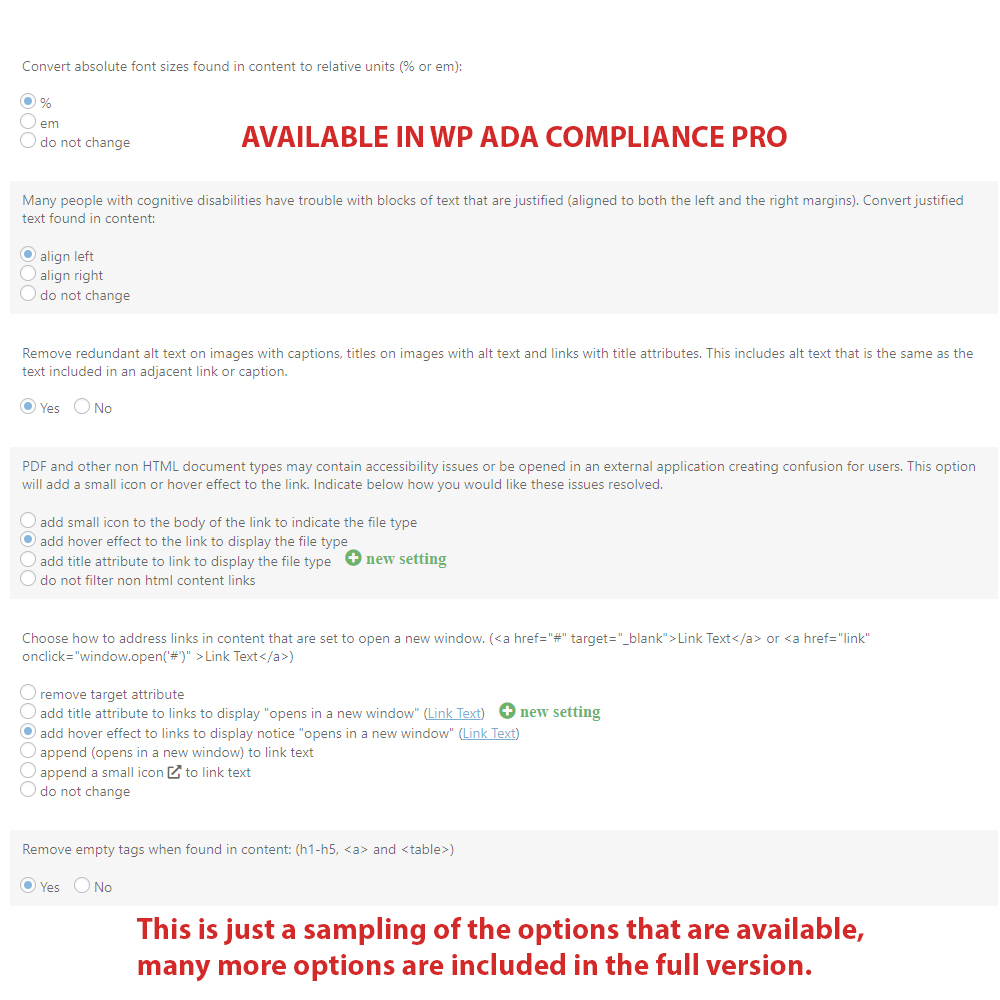 Convert absolute font sizes found in content to relative units (% or em):
%
em
do not change
AVAILABLE IN WP ADA COMPLIANCE PRO
Many people with cognitive disabilities have trouble with blocks of text that are justified (aligned to both the left and the right margins). Convert justified
text found in content:
align left
align right
do not change
Remove redundant alt text on images with captions, titles on images with alt text and links with title attributes. This includes alt text that is the same as the
text included in an adjacent link or caption.
Yes No
PDF and other non HTML document types may contain accessibility issues or be opened in an external application creating confusion for users. This option
will add a small icon or hover effect to the link. Indicate below how you would like these issues resolved.
add small icon to the body of the link to indicate the file type
add hover effect to the link to display the file type
add title attribute to link to display the file type new setting
do not filter non html content links
Choose how to address links in content that are set to open a new window. (<a href="#" target="_blank">Link Text</a> or <a href="link"
onclick="window.open('#')" >Link Text</a>)
remove target attribute
add title attribute to links to display "opens in a new window" (Link Text) new setting
add hover effect to links to display notice "opens in a new window" (Link Text)
append (opens in a new window) to link text
append a small icon to link text
do not change
Remove empty tags when found in content: (h1-h5, <a> and <table>)
Yes No
This is just a sampling of the options that are available,
many more options are included in the full version.